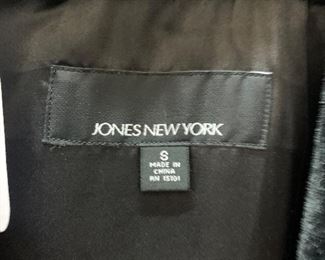 JONES NEW YORK
S
MADE IN
CHINA
RN 15101